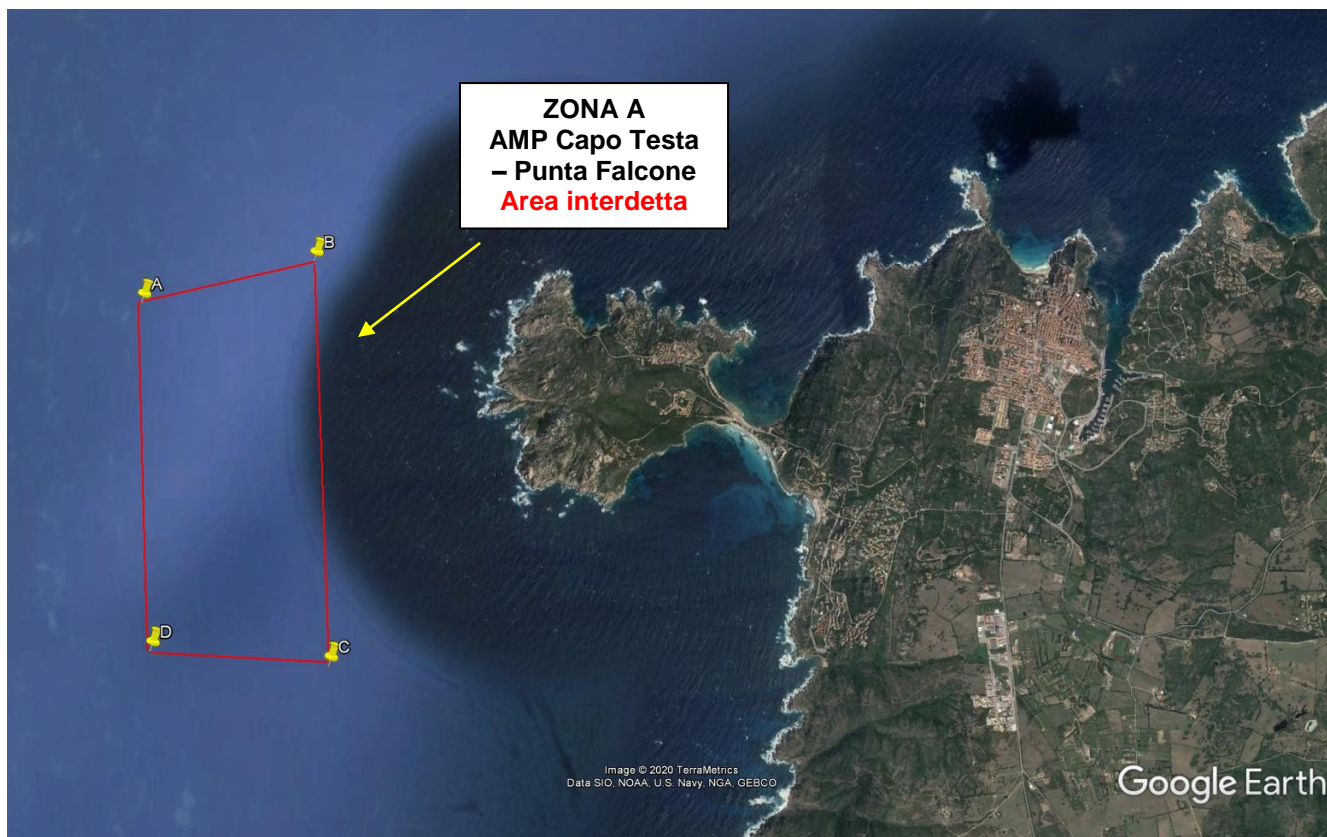 ZONA A
AMP Capo Testa
– Punta Falcone
Area interdetta
B
A
D
C
Image © 2020 TerraMetrics
Data SIO, NOAA, U.S. Navy, NGA, GEBCO
Google Earth